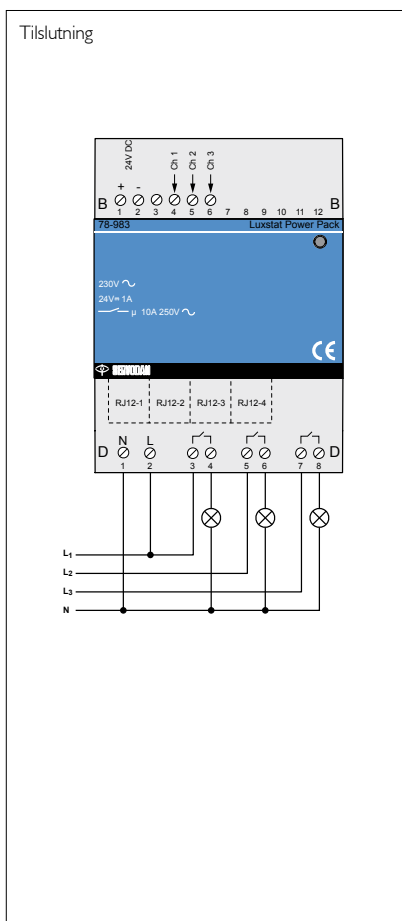 Tilslutning
24V DC
Ch 1
Ch 2
Ch 3
+ -
B B
1 2 3 4 5 6 7 8 9 10 11 12
78-983 Luxstat Power Pack
230V
24V= 1A
µ 10A 250V
CE
SERVODAN
RJ12-1 RJ12-2 RJ12-3 RJ12-4
D N L D
1 2 3 4 5 6 7 8
L1
L2
L3
N